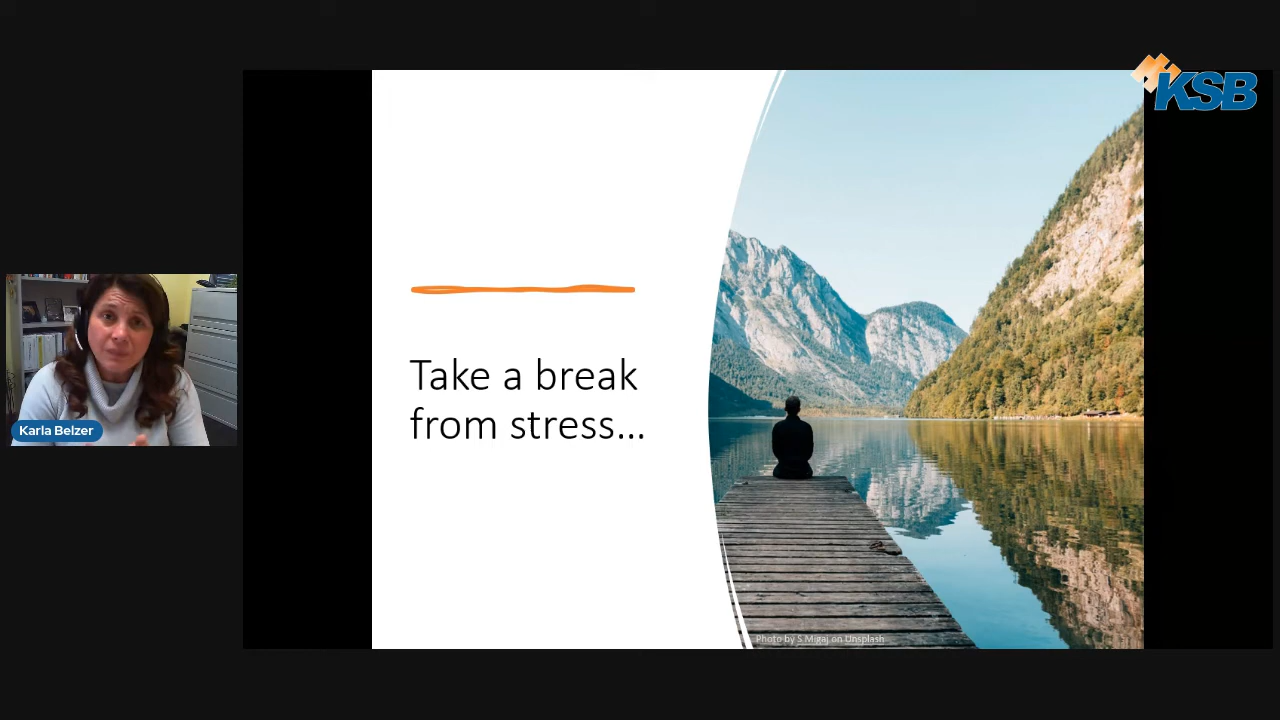 KSB
Take a break
from stress...
Karla Belzer
Photo by S Migaj on Unsplash